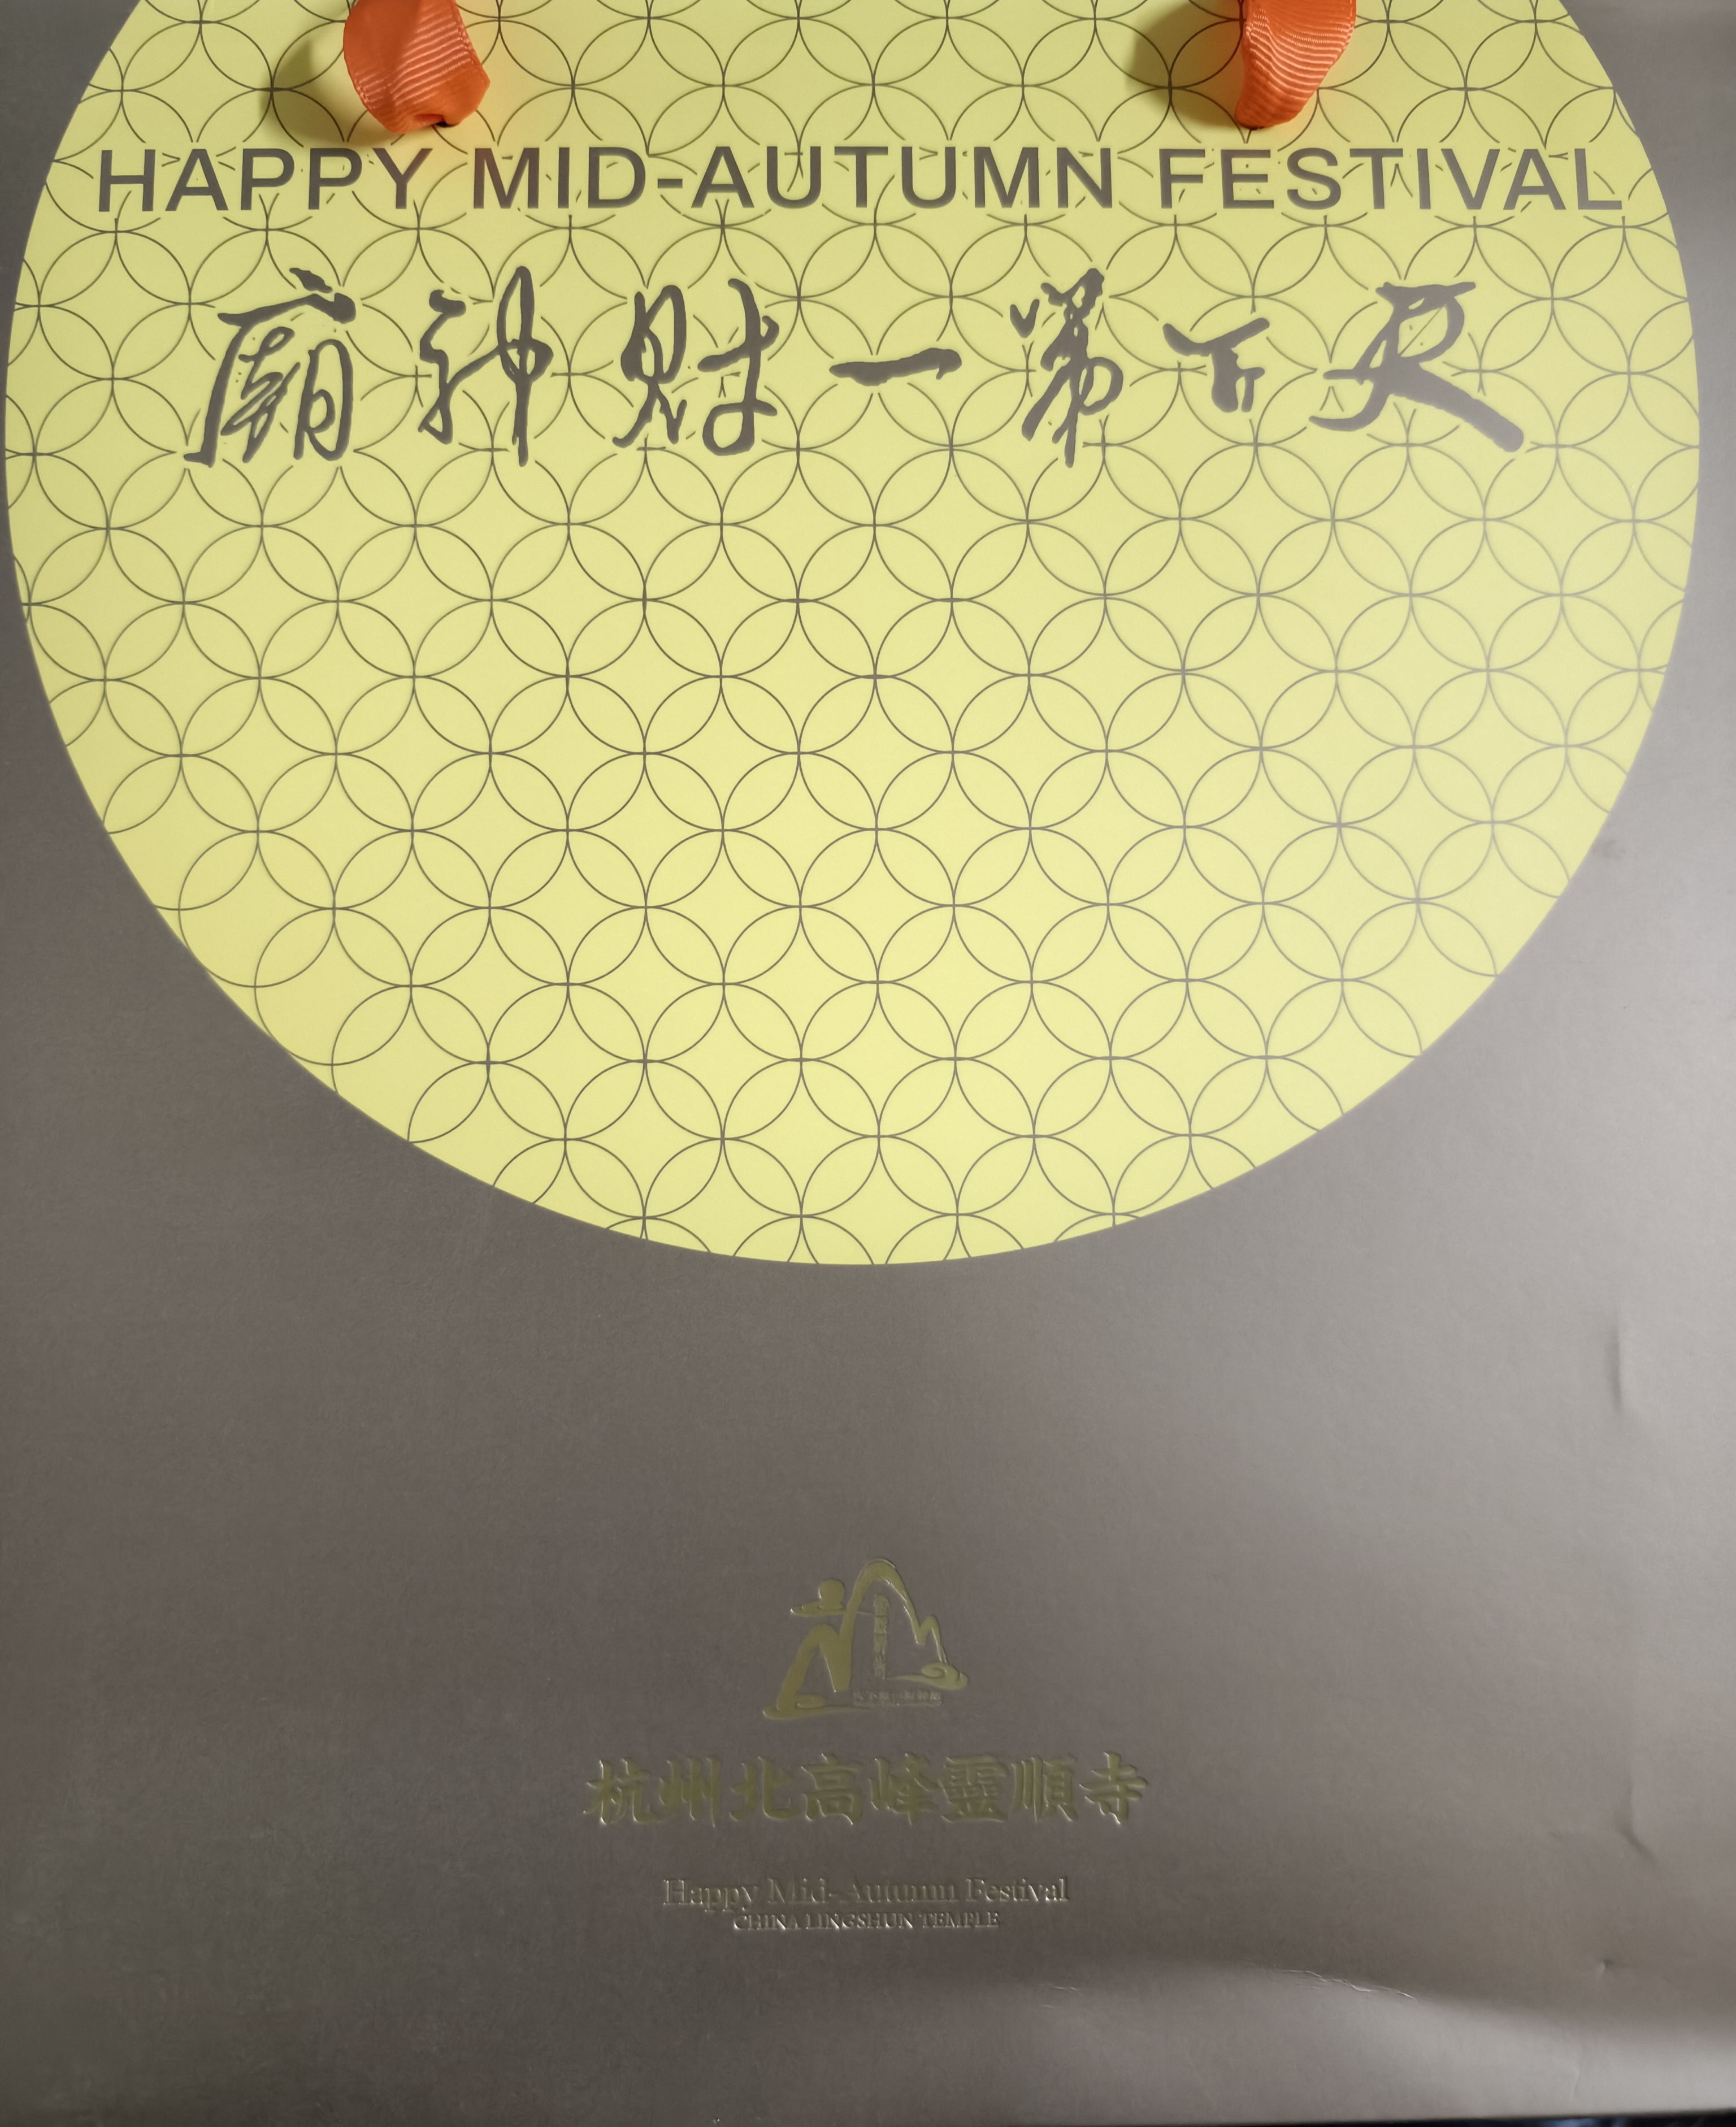 HAPPY MID-AUTUMN FESTIVAL
天下第一財神廟
杭州北高峰靈順寺
Happy Mid-Autumn Festival
CHINA LINGSHUN TEMPLE